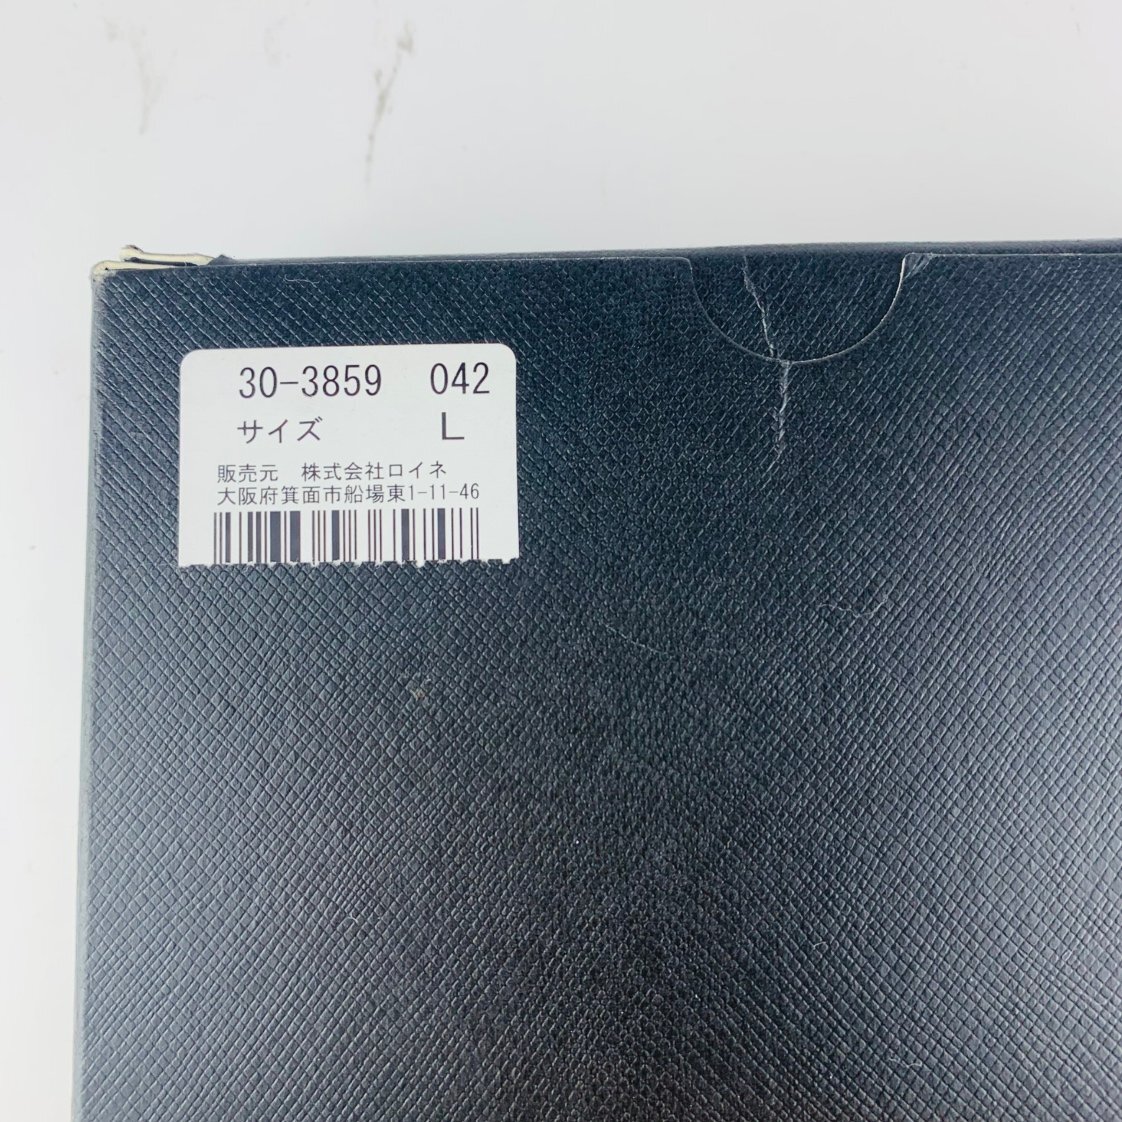 30-3859 042
サイズ L
販売元 株式会社ロイネ
大阪府箕面市船場東1-11-46